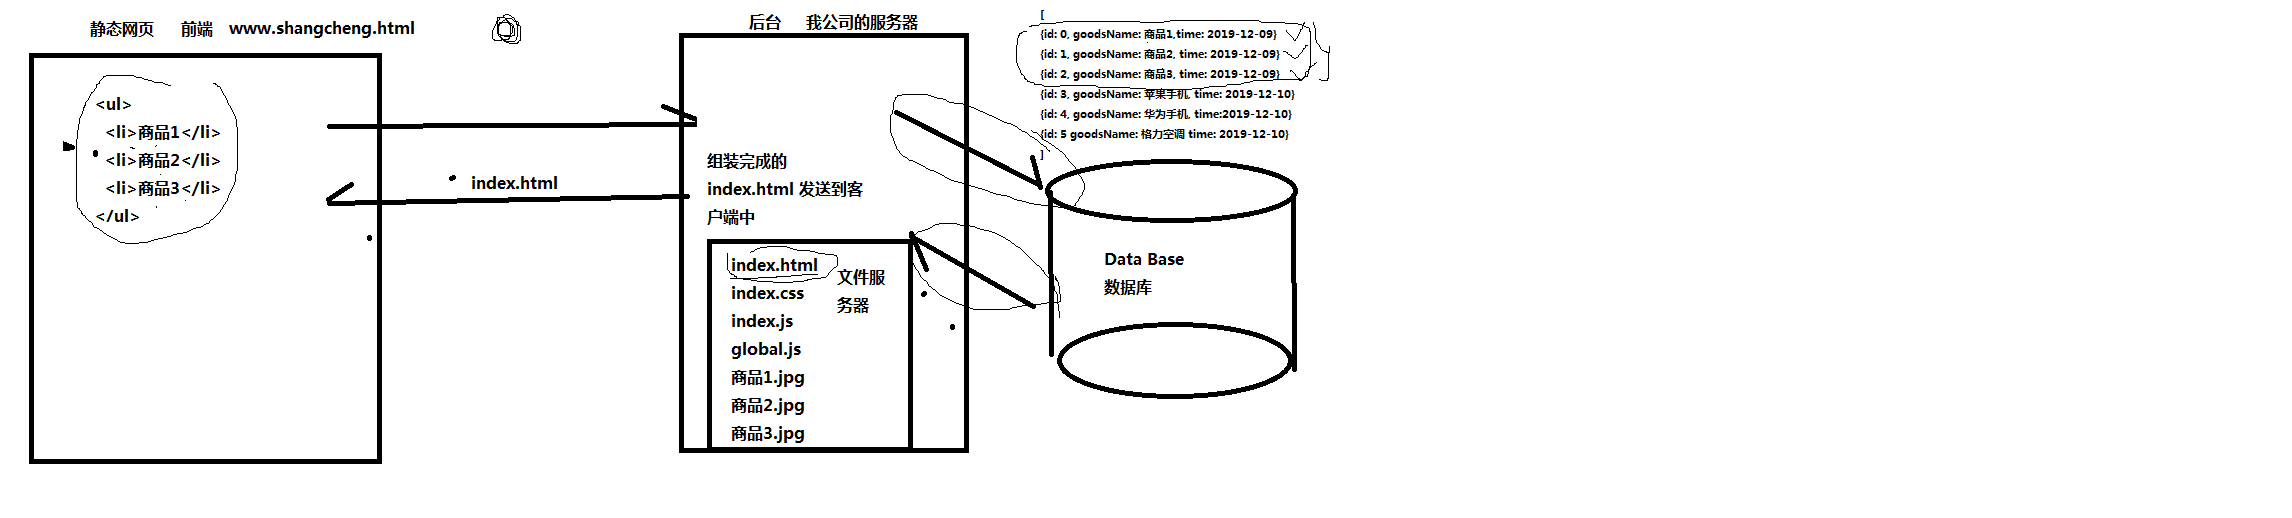 静态网页 前端 www.shangcheng.html
<ul>
<li>商品1</li>
<li>商品2</li>
<li>商品3</li>
</ul>
index.html
后台 我公司的服务器
组装完成的
index.html 发送到客
户端中
index.html
index.css
index.js
global.js
商品1.jpg
商品2.jpg
商品3.jpg
文件服
务器
[
{id: 0, goodsName: 商品1,time: 2019-12-09}
{id: 1, goodsName: 商品2, time: 2019-12-09}
{id: 2, goodsName: 商品3, time: 2019-12-09}
{id: 3, goodsName: 苹果手机, time: 2019-12-10}
{id: 4, goodsName: 华为手机, time:2019-12-10}
{id: 5 goodsName: 格力空调 time: 2019-12-10}
]
Data Base
数据库